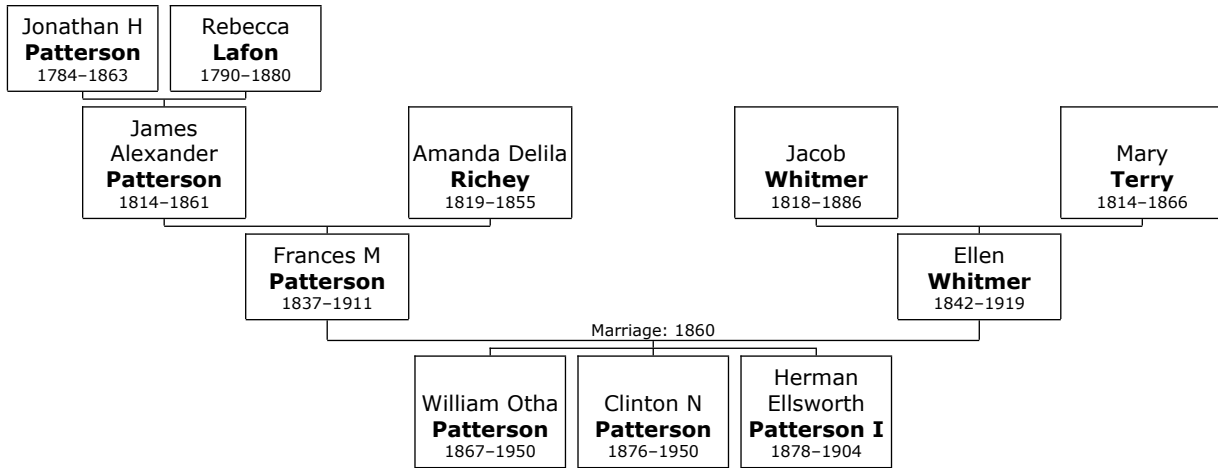 Jonathan H
Patterson
1784–1863
Rebecca
Lafon
1790–1880
James
Alexander
Patterson
1814–1861
Amanda Delila
Richey
1819–1855
Jacob
Whitmer
1818–1886
Mary
Terry
1814–1866
Frances M
Patterson
1837–1911
Ellen
Whitmer
1842–1919
Marriage: 1860
William Otha
Patterson
1867–1950
Clinton N
Patterson
1876–1950
Herman
Ellsworth
Patterson I
1878–1904